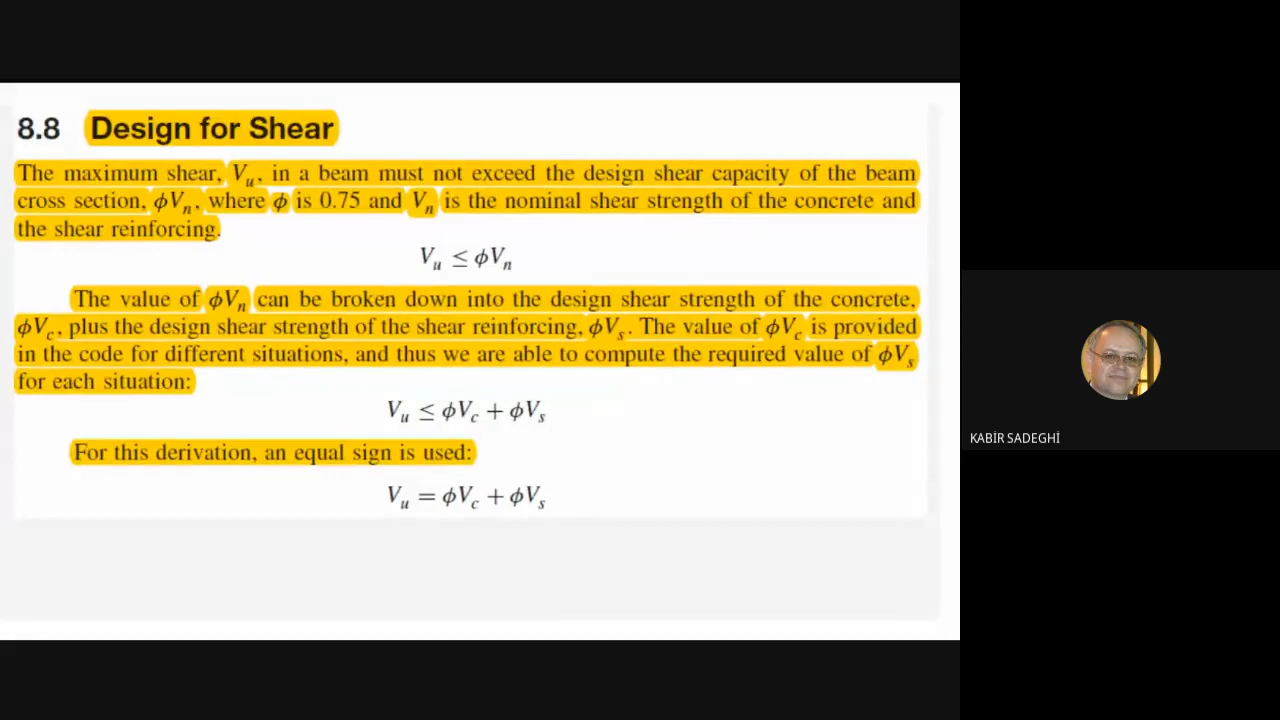 8.8 Design for Shear
The maximum shear, Vu, in a beam must not exceed the design shear capacity of the beam
cross section, ϕVn, where ϕ is 0.75 and Vn is the nominal shear strength of the concrete and
the shear reinforcing.
Vu ≤ ϕVn
The value of ϕVn can be broken down into the design shear strength of the concrete,
ϕVc, plus the design shear strength of the shear reinforcing, ϕVs. The value of ϕVc is provided
in the code for different situations, and thus we are able to compute the required value of ϕVs
for each situation:
Vu ≤ ϕVc + ϕVs
For this derivation, an equal sign is used:
Vu = ϕVc + ϕVs
KABİR SADEGHİ